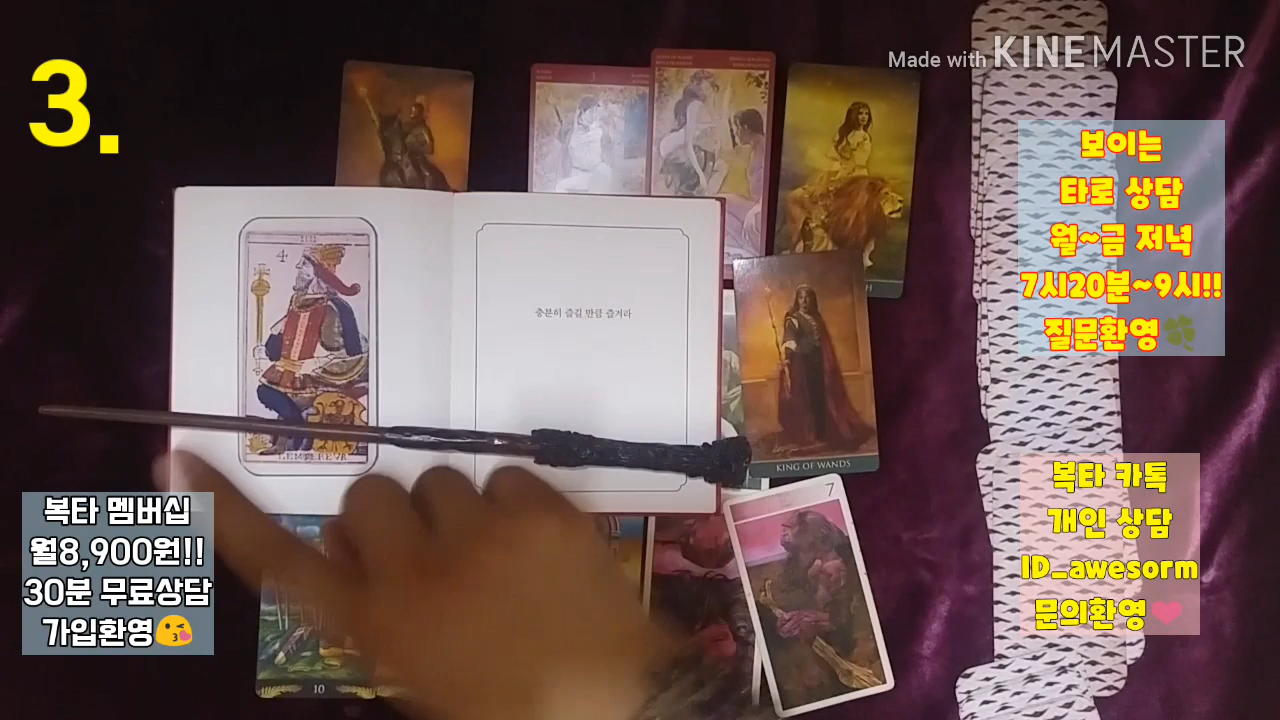 3.
Made with KINEMASTER
보이는
타로 상담
월~금 저녁
7시20분~9시!!
질문환영🍀
4
충분히 즐길 만큼 즐겨라
KING OF WANDS
7
복타 카톡
개인 상담
ID_awesorm
문의환영❤
복타 멤버십
월8,900원!!
30분 무료상담
가입환영😘
10